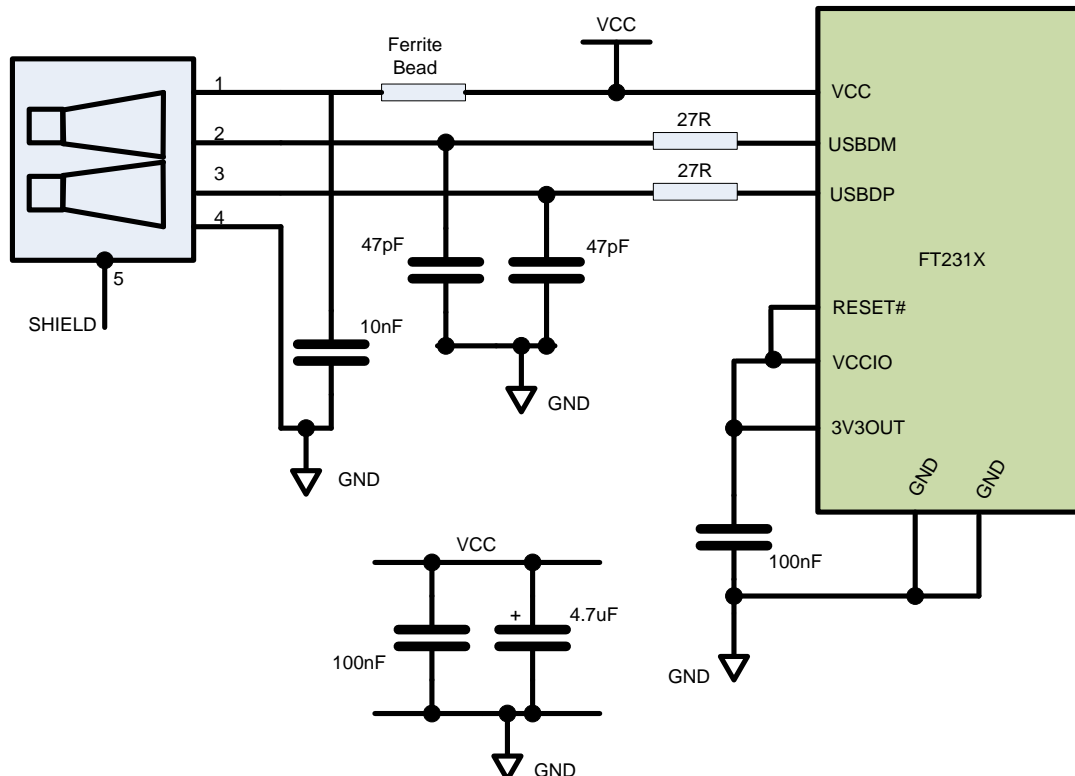 VCC
Ferrite
Bead
1
VCC
27R
2
USBDM
27R
3
USBDP
4
47pF
47pF
FT231X
5
SHIELD
10nF
RESET#
VCCIO
GND
3V3OUT
GND
GND
GND
VCC
100nF
+
4.7uF
100nF
GND
GND